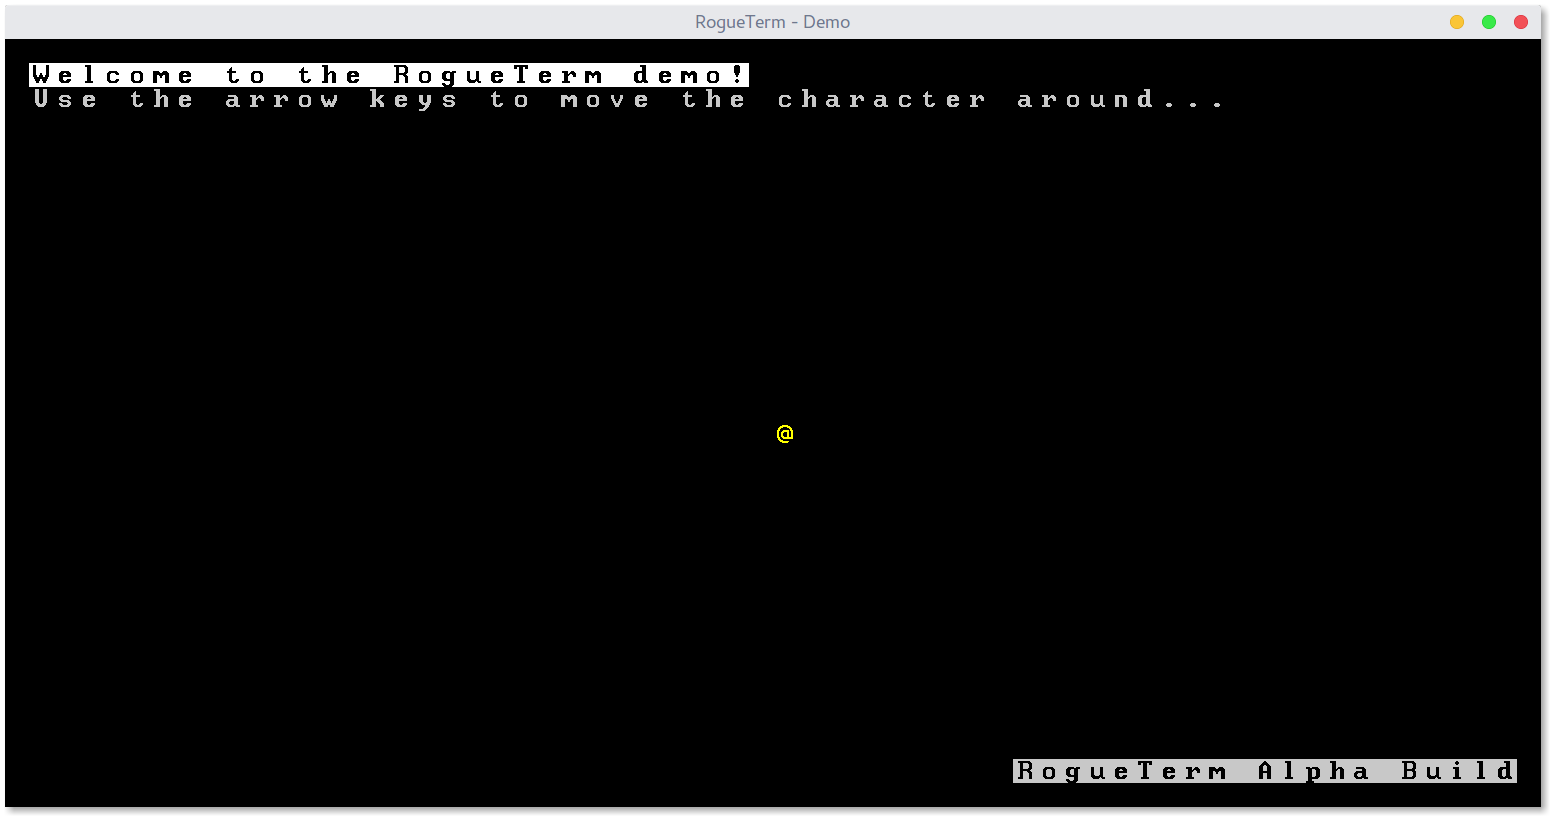 RogueTerm - Demo
Welcome to the RogueTerm demo!
Use the arrow keys to move the character around...
@
RogueTerm Alpha Build